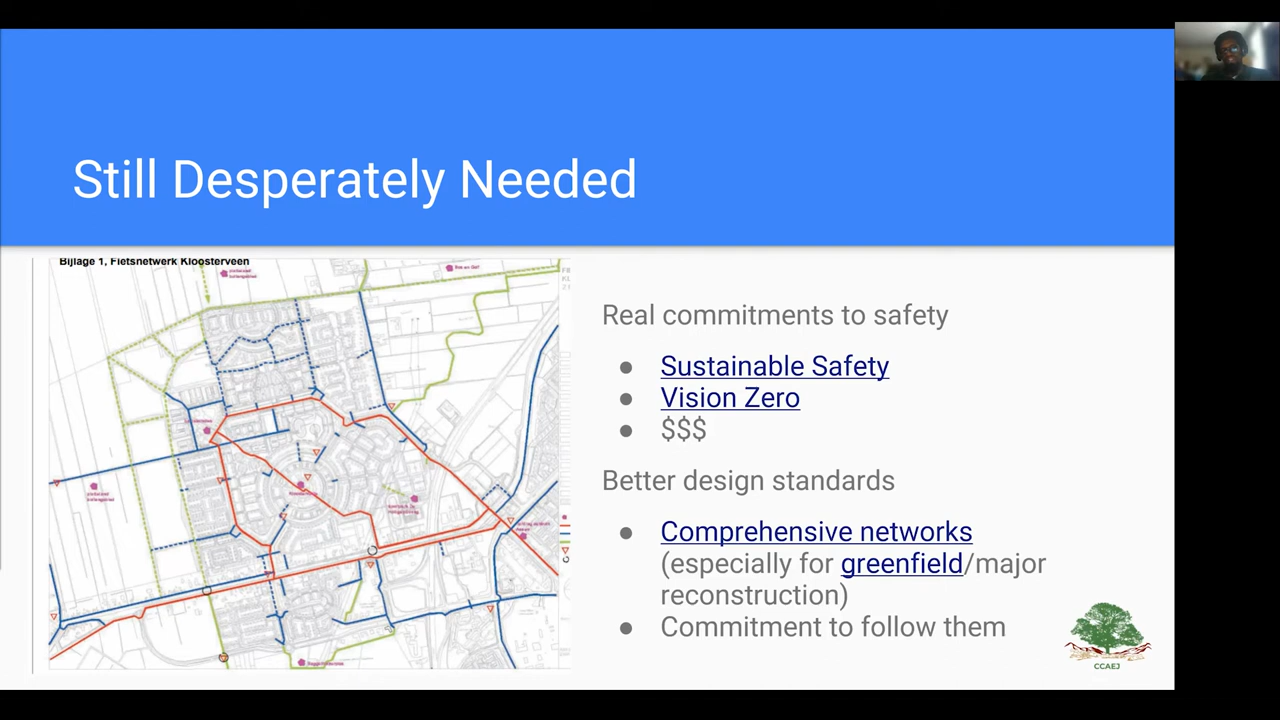 Still Desperately Needed
Bijlage 1, Fietsnetwerk Kloosterveen
Real commitments to safety
● Sustainable Safety
● Vision Zero
● $$$
Better design standards
● Comprehensive networks
(especially for greenfield/major
reconstruction)
● Commitment to follow them
CCAEJ